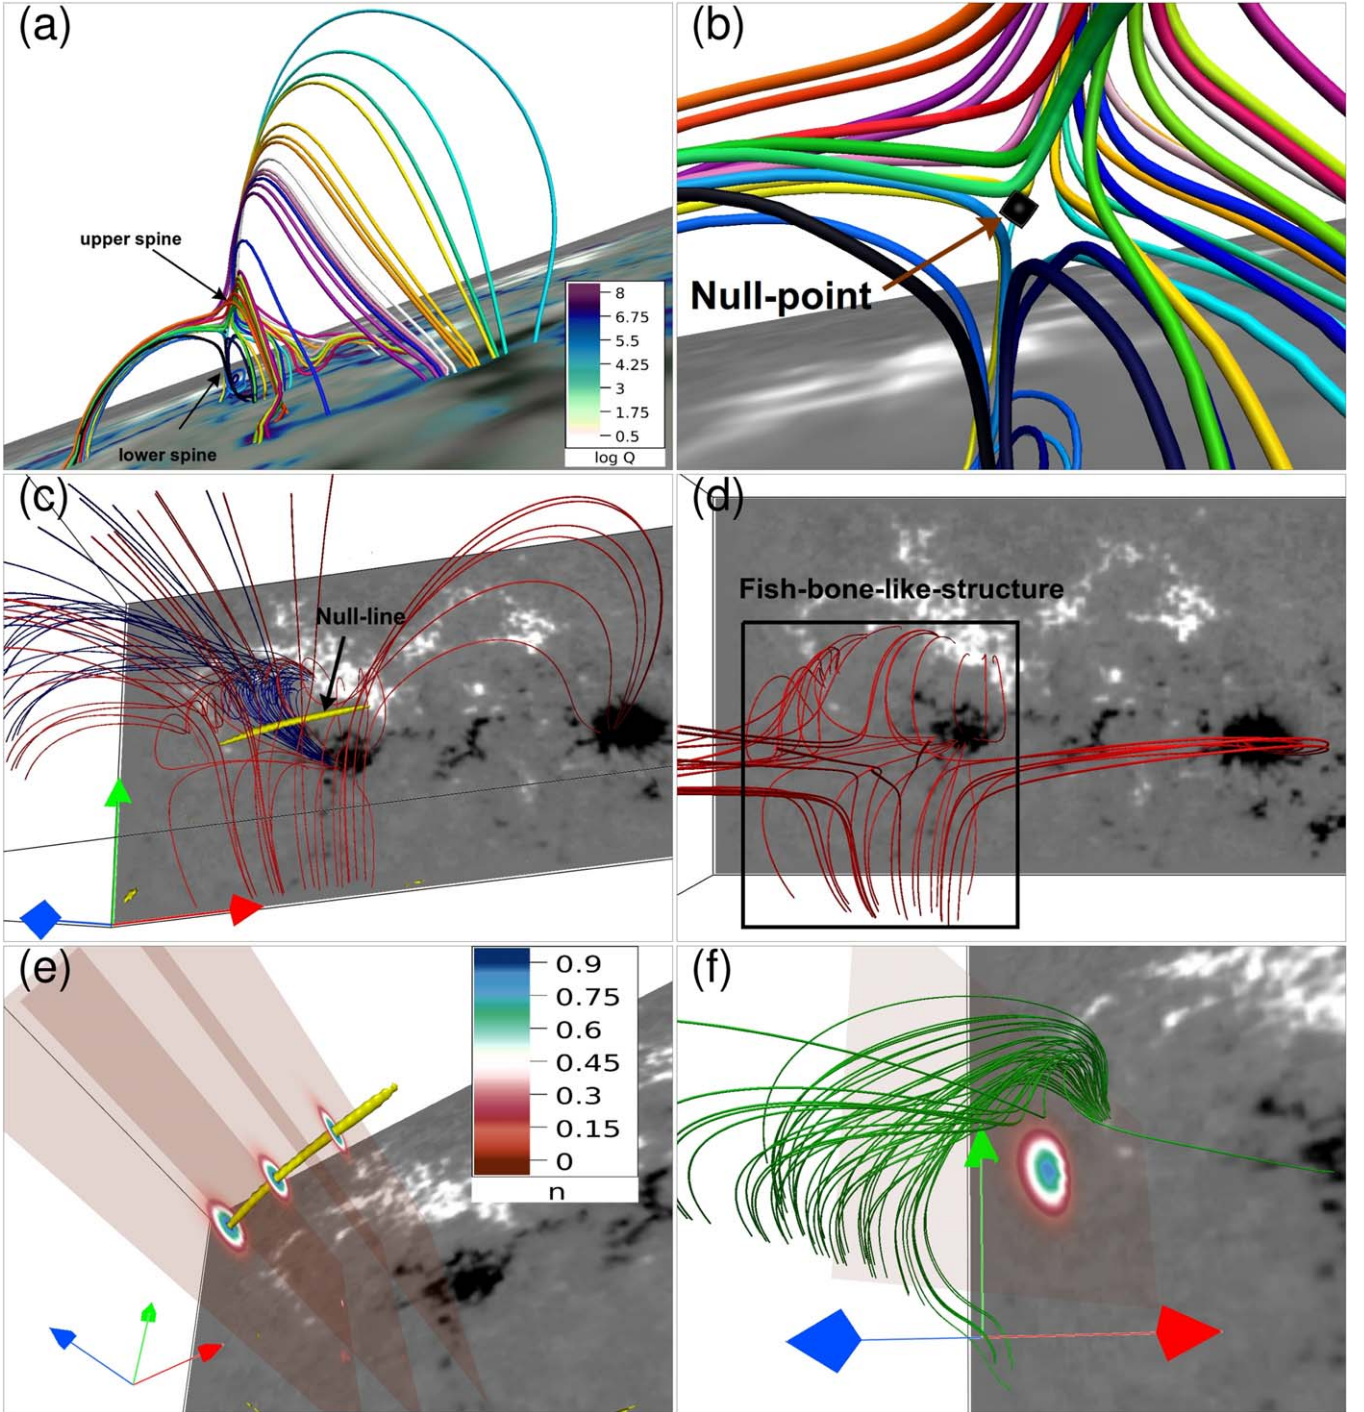 (a)
upper spine
lower spine
8
6.75
5.5
4.25
3
1.75
0.5
log Q
(b)
Null-point
(c)
Null-line
(d)
Fish-bone-like-structure
(e)
0.9
0.75
0.6
0.45
0.3
0.15
0
n
(f)